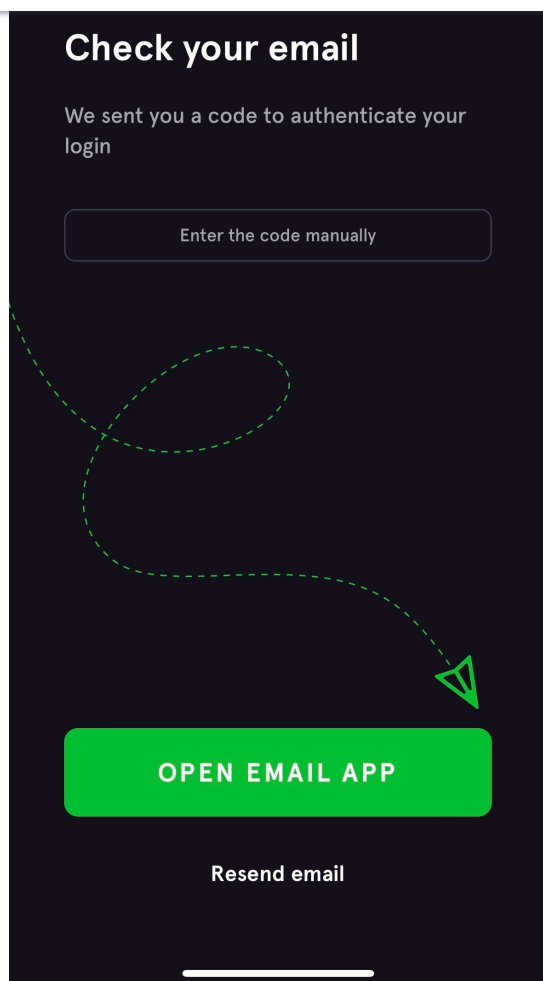 Check your email
We sent you a code to authenticate your
login
Enter the code manually
OPEN EMAIL APP
Resend email